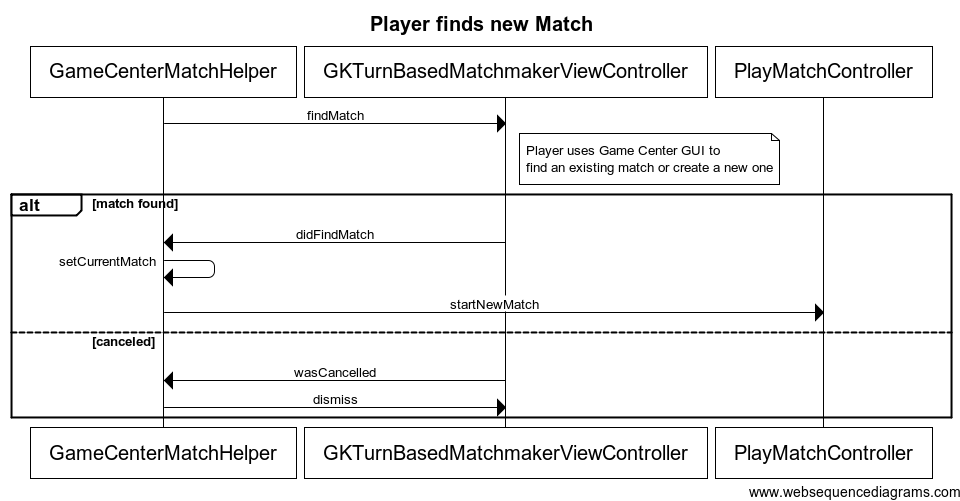 Player finds new Match
GameCenterMatchHelper
GKTurnBasedMatchmakerViewController
PlayMatchController
findMatch
Player uses Game Center GUI to
find an existing match or create a new one
alt
[match found]
didFindMatch
setCurrentMatch
startNewMatch
[canceled]
wasCancelled
dismiss
GameCenterMatchHelper
GKTurnBasedMatchmakerViewController
PlayMatchController
www.websequencediagrams.com